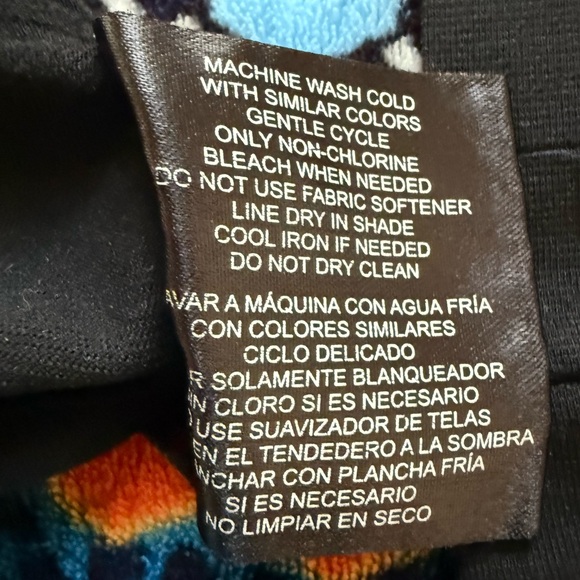 MACHINE WASH COLD
WITH SIMILAR COLORS
GENTLE CYCLE
ONLY NON-CHLORINE
BLEACH WHEN NEEDED
DO NOT USE FABRIC SOFTENER
LINE DRY IN SHADE
COOL IRON IF NEEDED
DO NOT DRY CLEAN
AVAR A MÁQUINA CON AGUA FRÍA
CON COLORES SIMILARES
CICLO DELICADO
R SOLAMENTE BLANQUEADOR
IN CLORO SI ES NECESARIO
USE SUAVIZADOR DE TELAS
EN EL TENDEDERO A LA SOMBRA
NCHAR CON PLANCHA FRÍA
SI ES NECESARIO
NO LIMPIAR EN SECO